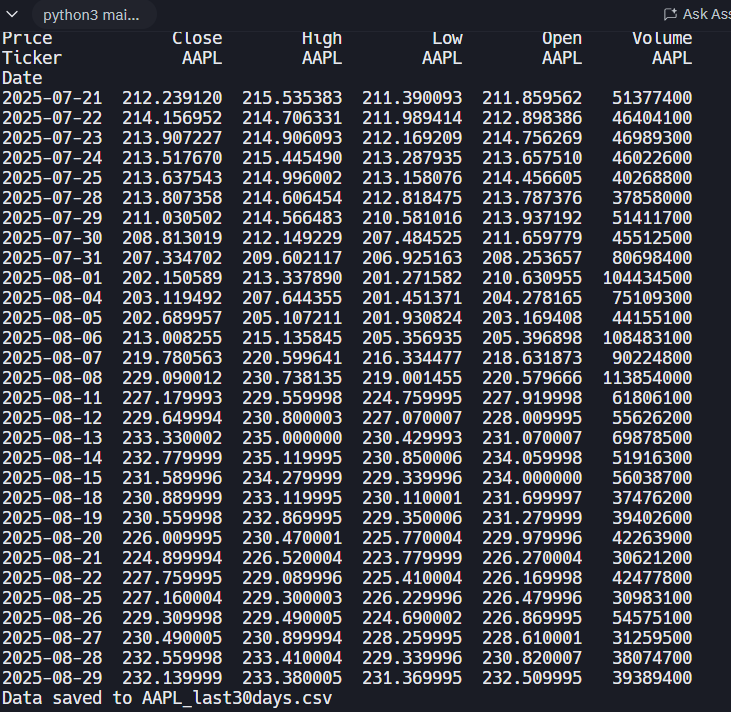 python3 mai...
Ask Ass
Price Close High Low Open Volume
Ticker AAPL AAPL AAPL AAPL AAPL
Date
2025-07-21 212.239120 215.535383 211.390093 211.859562 51377400
2025-07-22 214.156952 214.706331 211.989414 212.898386 46404100
2025-07-23 213.907227 214.906093 212.169209 214.756269 46989300
2025-07-24 213.517670 215.445490 213.287935 213.657510 46022600
2025-07-25 213.637543 214.996002 213.158076 214.456605 40268800
2025-07-28 213.807358 214.606454 212.818475 213.787376 37858000
2025-07-29 211.030502 214.566483 210.581016 213.937192 51411700
2025-07-30 208.813019 212.149229 207.484525 211.659779 45512500
2025-07-31 207.334702 209.602117 206.925163 208.253657 80698400
2025-08-01 202.150589 213.337890 201.271582 210.630955 104434500
2025-08-04 203.119492 207.644355 201.451371 204.278165 75109300
2025-08-05 202.689957 205.107211 201.930824 203.169408 44155100
2025-08-06 213.008255 215.135845 205.356935 205.396898 108483100
2025-08-07 219.780563 220.599641 216.334477 218.631873 90224800
2025-08-08 229.090012 230.738135 219.001455 220.579666 113854000
2025-08-11 227.179993 229.559998 224.759995 227.919998 61806100
2025-08-12 229.649994 230.800003 227.070007 228.009995 55626200
2025-08-13 233.330002 235.000000 230.429993 231.070007 69878500
2025-08-14 232.779999 235.119995 230.850006 234.059998 51916300
2025-08-15 231.589996 234.279999 229.339996 234.000000 56038700
2025-08-18 230.889999 233.119995 230.110001 231.699997 37476200
2025-08-19 230.559998 232.869995 229.350006 231.279999 39402600
2025-08-20 226.009995 230.470001 225.770004 229.979996 42263900
2025-08-21 224.899994 226.520004 223.779999 226.270004 30621200
2025-08-22 227.759995 229.089996 225.410004 226.169998 42477800
2025-08-25 227.160004 229.300003 226.229996 226.479996 30983100
2025-08-26 229.309998 229.490005 224.690002 226.869995 54575100
2025-08-27 230.490005 230.899994 228.259995 228.610001 31259500
2025-08-28 232.559998 233.410004 229.339996 230.820007 38074700
2025-08-29 232.139999 233.380005 231.369995 232.509995 39389400
Data saved to AAPL_last30days.csv